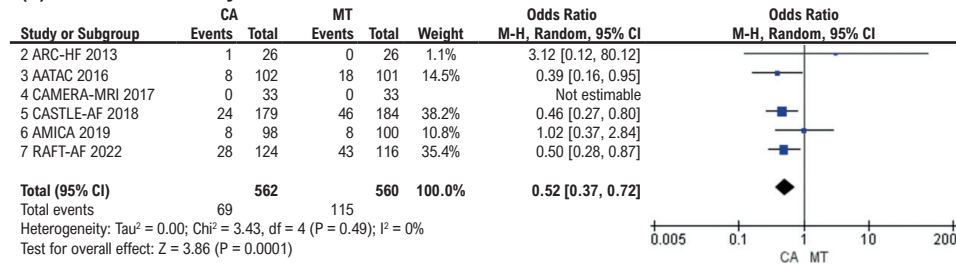 CA MT Odds Ratio Odds Ratio
Study or Subgroup Events Total Events Total Weight M-H, Random, 95% CI M-H, Random, 95% CI
2 ARC-HF 2013 1 26 0 26 1.1% 3.12 [0.12, 80.12]
3 AATAC 2016 8 102 18 101 14.5% 0.39 [0.16, 0.95]
4 CAMERA-MRI 2017 0 33 0 33 Not estimable
5 CASTLE-AF 2018 24 179 46 184 38.2% 0.46 [0.27, 0.80]
6 AMICA 2019 8 98 8 100 10.8% 1.02 [0.37, 2.84]
7 RAFT-AF 2022 28 124 43 116 35.4% 0.50 [0.28, 0.87]
Total (95% CI) 562 560 100.0% 0.52 [0.37, 0.72]
Total events 69 115
Heterogeneity: Tau² = 0.00; Chi² = 3.43, df = 4 (P = 0.49); I² = 0%
Test for overall effect: Z = 3.86 (P = 0.0001)
0.005 0.1 1 10 200
CA MT